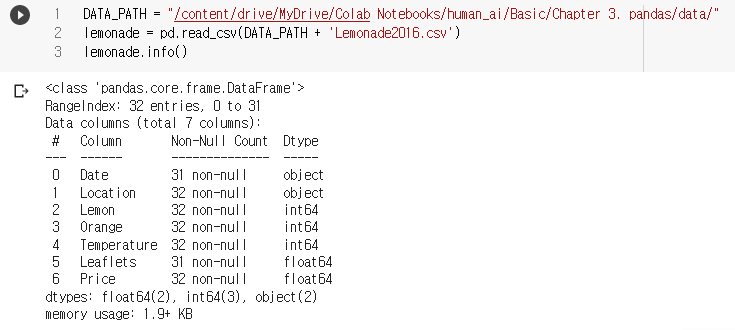 1 DATA_PATH = "/content/drive/MyDrive/Colab Notebooks/human_ai/Basic/Chapter 3. pandas/data/"
2 lemonade = pd.read_csv(DATA_PATH + 'Lemonade2016.csv')
3 lemonade.info()
<class 'pandas.core.frame.DataFrame'>
RangeIndex: 32 entries, 0 to 31
Data columns (total 7 columns):
 #   Column       Non-Null Count  Dtype
---  ------       --------------  -----
 0   Date         31 non-null     object
 1   Location     32 non-null     object
 2   Lemon        32 non-null     int64
 3   Orange       32 non-null     int64
 4   Temperature  32 non-null     int64
 5   Leaflets     31 non-null     float64
 6   Price        32 non-null     float64
dtypes: float64(2), int64(3), object(2)
memory usage: 1.9+ KB